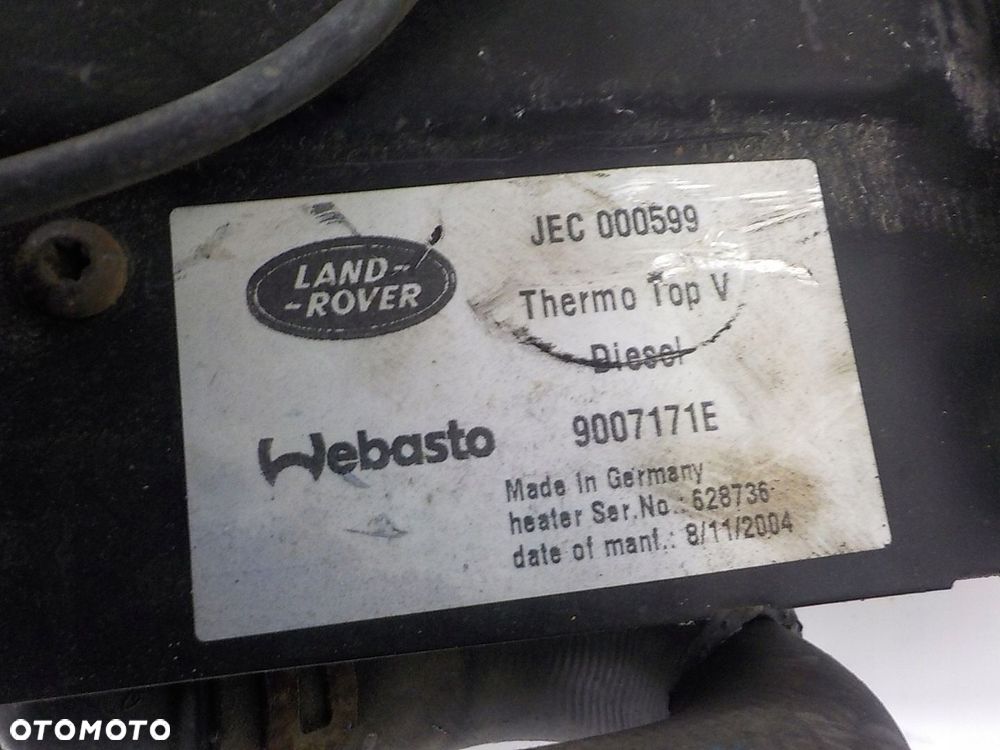 JEC 000599
LAND-
-ROVER
Thermo Top V
Diesel
Webasto
9007171E
Made In Germany
heater Ser.No.: 628736
date of manf.: 8/11/2004
OTOMOTO